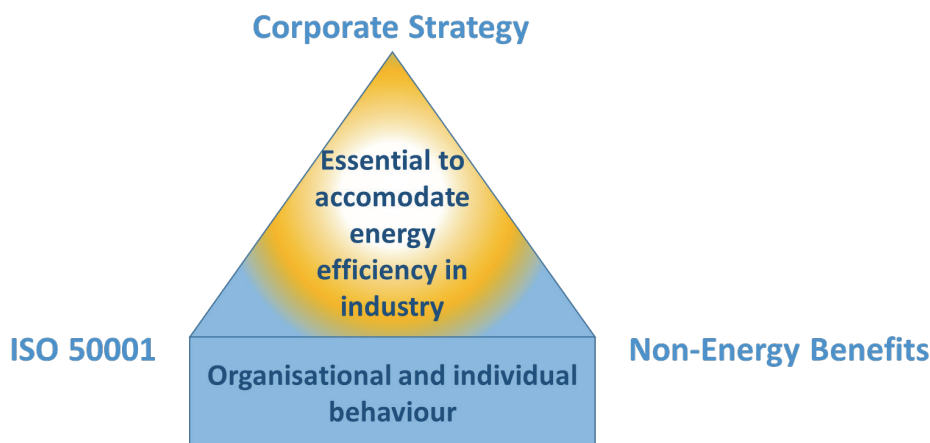 Corporate Strategy
Essential to
accomodate
energy
efficiency in
industry
ISO 50001
Non-Energy Benefits
Organisational and individual
behaviour